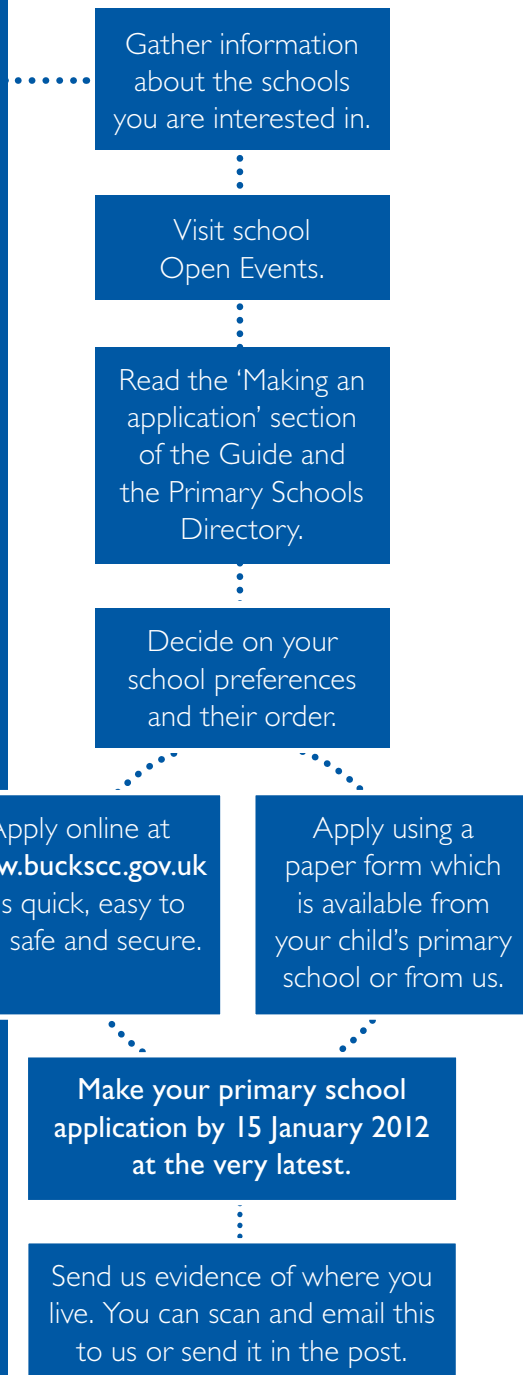 Gather information
about the schools
you are interested in.
Visit school
Open Events.
Read the ‘Making an
application’ section
of the Guide and
the Primary Schools
Directory.
Decide on your
school preferences
and their order.
Apply online at
w.buckscc.gov.uk
s quick, easy to
safe and secure.
Apply using a
paper form which
is available from
your child’s primary
school or from us.
Make your primary school
application by 15 January 2012
at the very latest.
Send us evidence of where you
live. You can scan and email this
to us or send it in the post.